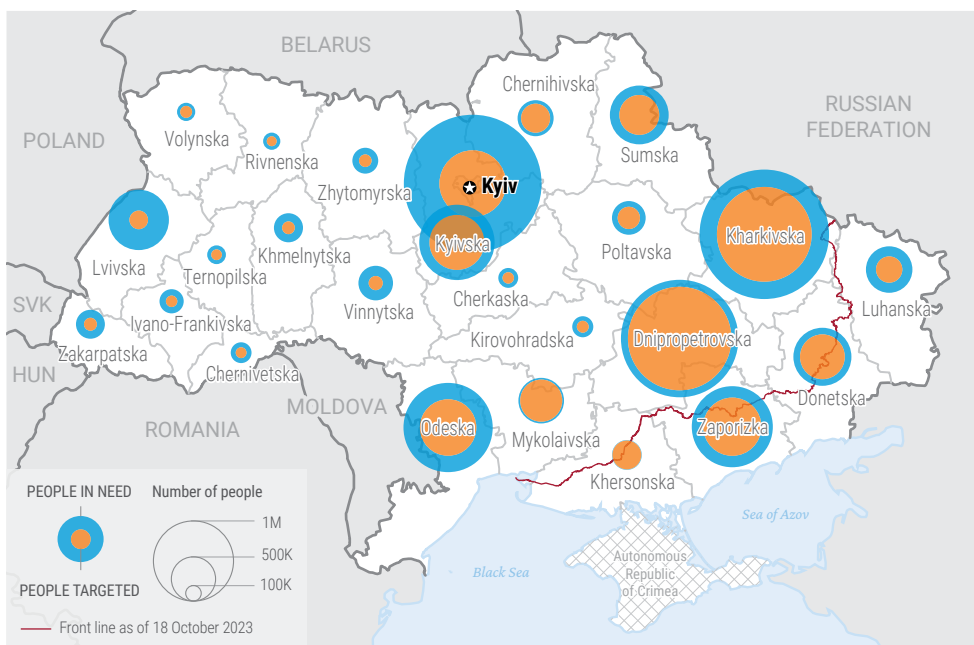 BELARUS
Chernihivska
RUSSIAN
FEDERATION
POLAND
Volynska
Rivnenska
Sumska
Zhytomyrska
Kyiv
Kyivska
Poltavska
Kharkivska
Lvivska
Ternopilska
Khmelnytska
Cherkaska
Luhanska
SVK
Ivano-Frankivska
Vinnytska
Kirovohradska
Dnipropetrovska
Zakarpatska
Chernivetska
HUN
MOLDOVA
Donetska
ROMANIA
Odeska
Mykolaivska
Zaporizka
Khersonska
Sea of Azov
Black Sea
Autonomous
Republic
of Crimea
PEOPLE IN NEED
PEOPLE TARGETED
Number of people
1M
500K
100K
Front line as of 18 October 2023